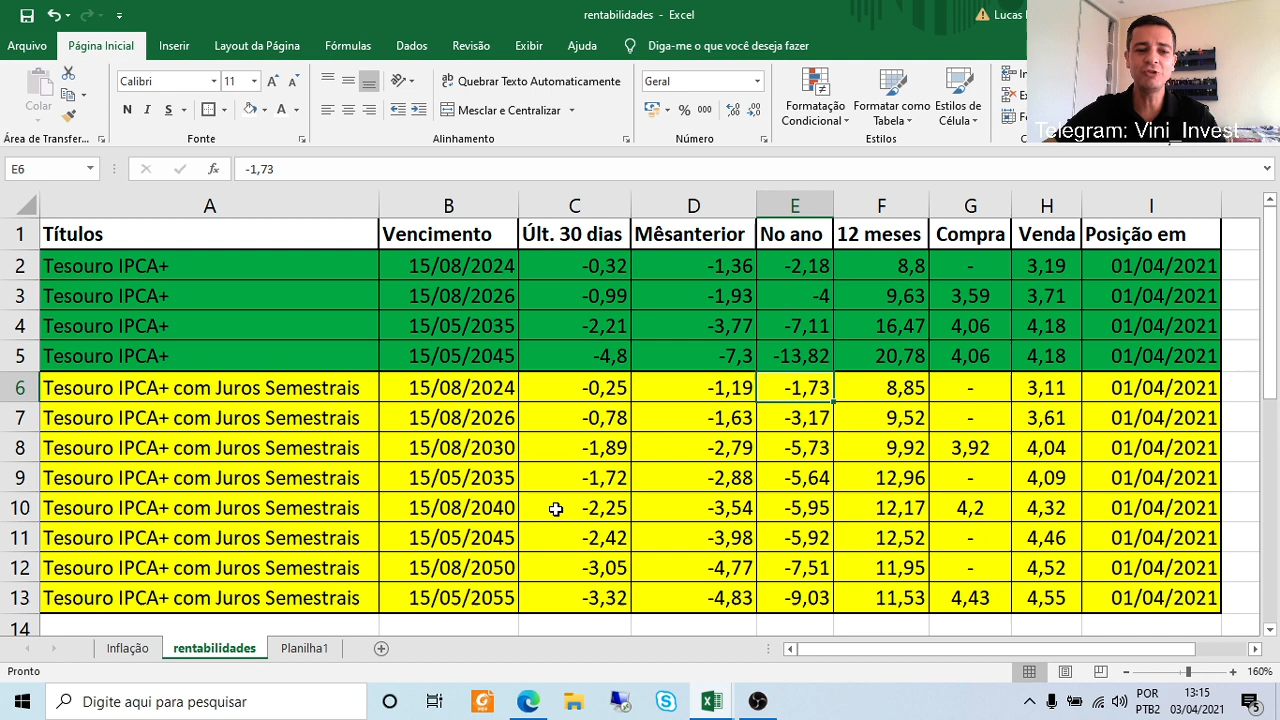 rentabilidades - Excel
Lucas
Arquivo Página Inicial Inserir Layout da Página Fórmulas Dados Revisão Exibir Ajuda Diga-me o que você deseja fazer
Telegram: Vini_Invest
Colar
Calibri 11
N I S
Quebrar Texto Automaticamente
Mesclar e Centralizar
Geral
% 000
Formatação Condicional
Formatar como Tabela
Estilos de Célula
Área de Transfer... Fonte Alinhamento Número Estilos
E6 fx -1,73
A B C D E F G H I
1 Títulos Vencimento Últ. 30 dias Mêsanterior No ano 12 meses Compra Venda Posição em
2 Tesouro IPCA+ 15/08/2024 -0,32 -1,36 -2,18 8,8 - 3,19 01/04/2021
3 Tesouro IPCA+ 15/08/2026 -0,99 -1,93 -4 9,63 3,59 3,71 01/04/2021
4 Tesouro IPCA+ 15/05/2035 -2,21 -3,77 -7,11 16,47 4,06 4,18 01/04/2021
5 Tesouro IPCA+ 15/05/2045 -4,8 -7,3 -13,82 20,78 4,06 4,18 01/04/2021
6 Tesouro IPCA+ com Juros Semestrais 15/08/2024 -0,25 -1,19 -1,73 8,85 - 3,11 01/04/2021
7 Tesouro IPCA+ com Juros Semestrais 15/08/2026 -0,78 -1,63 -3,17 9,52 - 3,61 01/04/2021
8 Tesouro IPCA+ com Juros Semestrais 15/08/2030 -1,89 -2,79 -5,73 9,92 3,92 4,04 01/04/2021
9 Tesouro IPCA+ com Juros Semestrais 15/05/2035 -1,72 -2,88 -5,64 12,96 - 4,09 01/04/2021
10 Tesouro IPCA+ com Juros Semestrais 15/08/2040 -2,25 -3,54 -5,95 12,17 4,2 4,32 01/04/2021
11 Tesouro IPCA+ com Juros Semestrais 15/05/2045 -2,42 -3,98 -5,92 12,52 - 4,46 01/04/2021
12 Tesouro IPCA+ com Juros Semestrais 15/08/2050 -3,05 -4,77 -7,51 11,95 - 4,52 01/04/2021
13 Tesouro IPCA+ com Juros Semestrais 15/05/2055 -3,32 -4,83 -9,03 11,53 4,43 4,55 01/04/2021
14
Inflação rentabilidades Planilha1
Pronto 160%
Digite aqui para pesquisar
POR 13:15
PTB2 03/04/2021
5